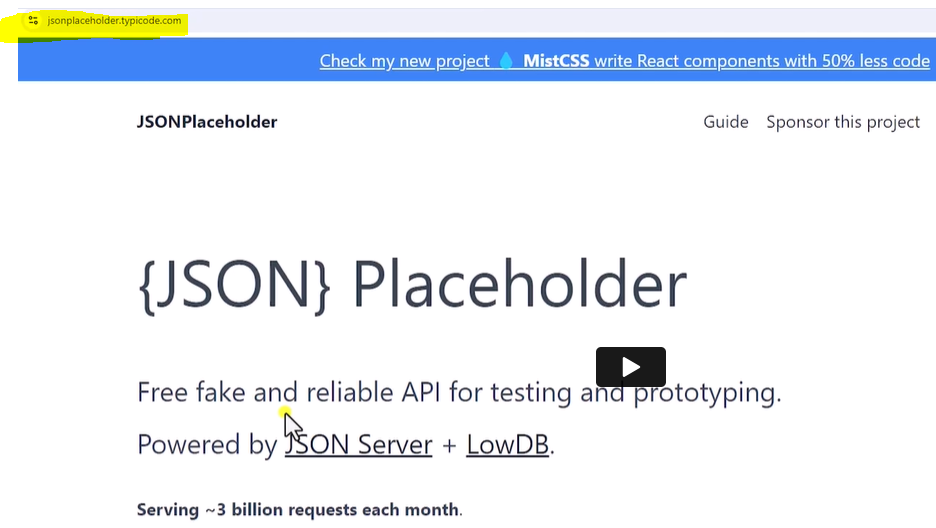 jsonplaceholder.typicode.com
Check my new project 💧 MistCSS write React components with 50% less code
JSONPlaceholder
Guide Sponsor this project
{JSON} Placeholder
Free fake and reliable API for testing and prototyping.
Powered by JSON Server + LowDB.
Serving ~3 billion requests each month.